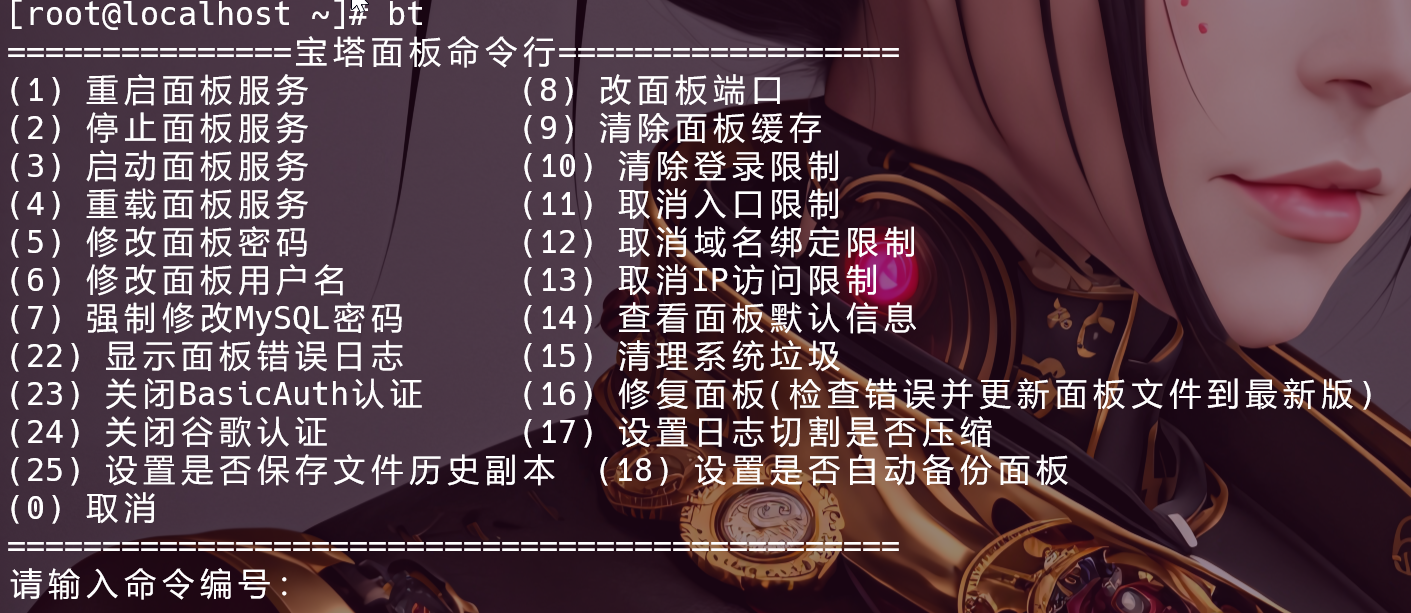 [root@localhost ~]# bt
===============宝塔面板命令行==================
(1) 重启面板服务 (8) 改面板端口
(2) 停止面板服务 (9) 清除面板缓存
(3) 启动面板服务 (10) 清除登录限制
(4) 重载面板服务 (11) 取消入口限制
(5) 修改面板密码 (12) 取消域名绑定限制
(6) 修改面板用户名 (13) 取消IP访问限制
(7) 强制修改MySQL密码 (14) 查看面板默认信息
(22) 显示面板错误日志 (15) 清理系统垃圾
(23) 关闭BasicAuth认证 (16) 修复面板(检查错误并更新面板文件到最新版)
(24) 关闭谷歌认证 (17) 设置日志切割是否压缩
(25) 设置是否保存文件历史副本 (18) 设置是否自动备份面板
(0) 取消
===============================================
请输入命令编号：